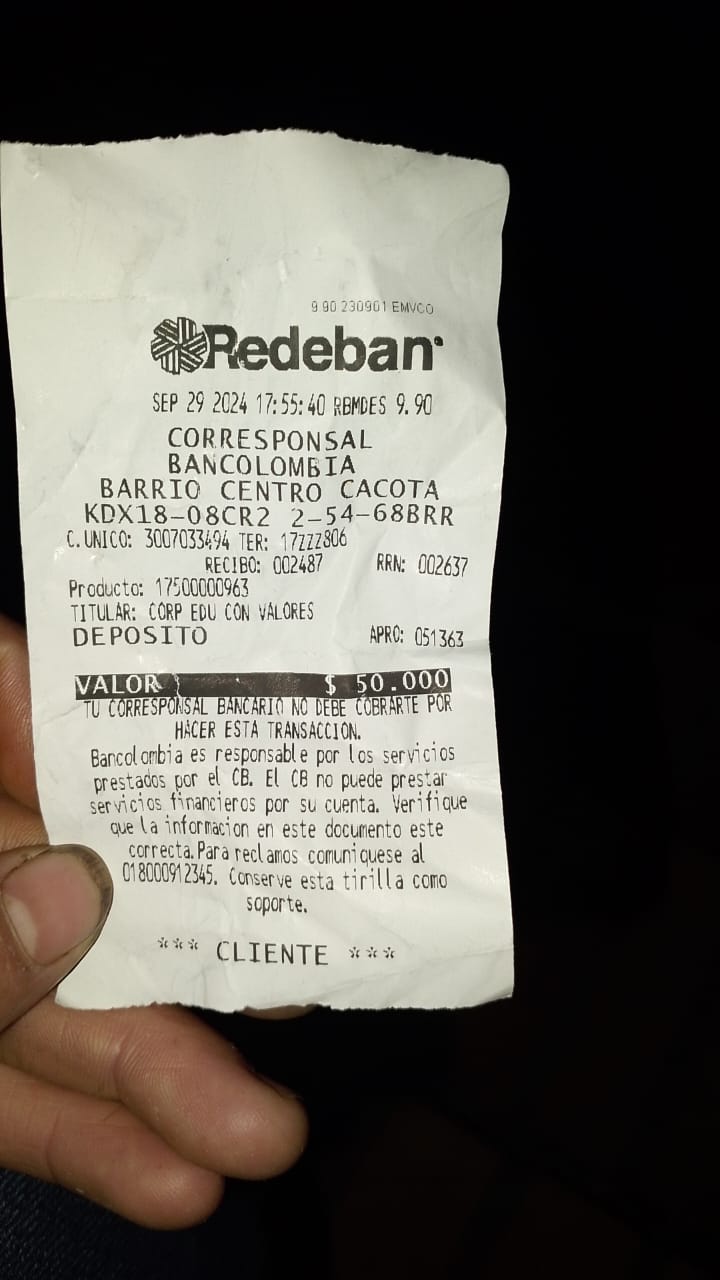 9.90 230901 EMVCO
Redeban
SEP 29 2024 17:55:40 RBMDES 9.90
CORRESPONSAL
BANCOLOMBIA
BARRIO CENTRO CACOTA
KDX18-08CR2 2-54-68BRR
C.UNICO: 3007033494 TER: 17ZZZ806
RECIBO: 002487 RRN: 002637
Producto: 17500000963
TITULAR: CORP EDU CON VALORES
DEPOSITO APRO: 051363
VALOR $ 50.000
TU CORRESPONSAL BANCARIO NO DEBE COBRARTE POR
HACER ESTA TRANSACCION.
Bancolombia es responsable por los servicios
prestados por el CB. El CB no puede prestar
servicios financieros por su cuenta. Verifique
que la informacion en este documento este
correcta.Para reclamos comuniquese al
018000912345. Conserve esta tirilla como
soporte.
*** CLIENTE ***